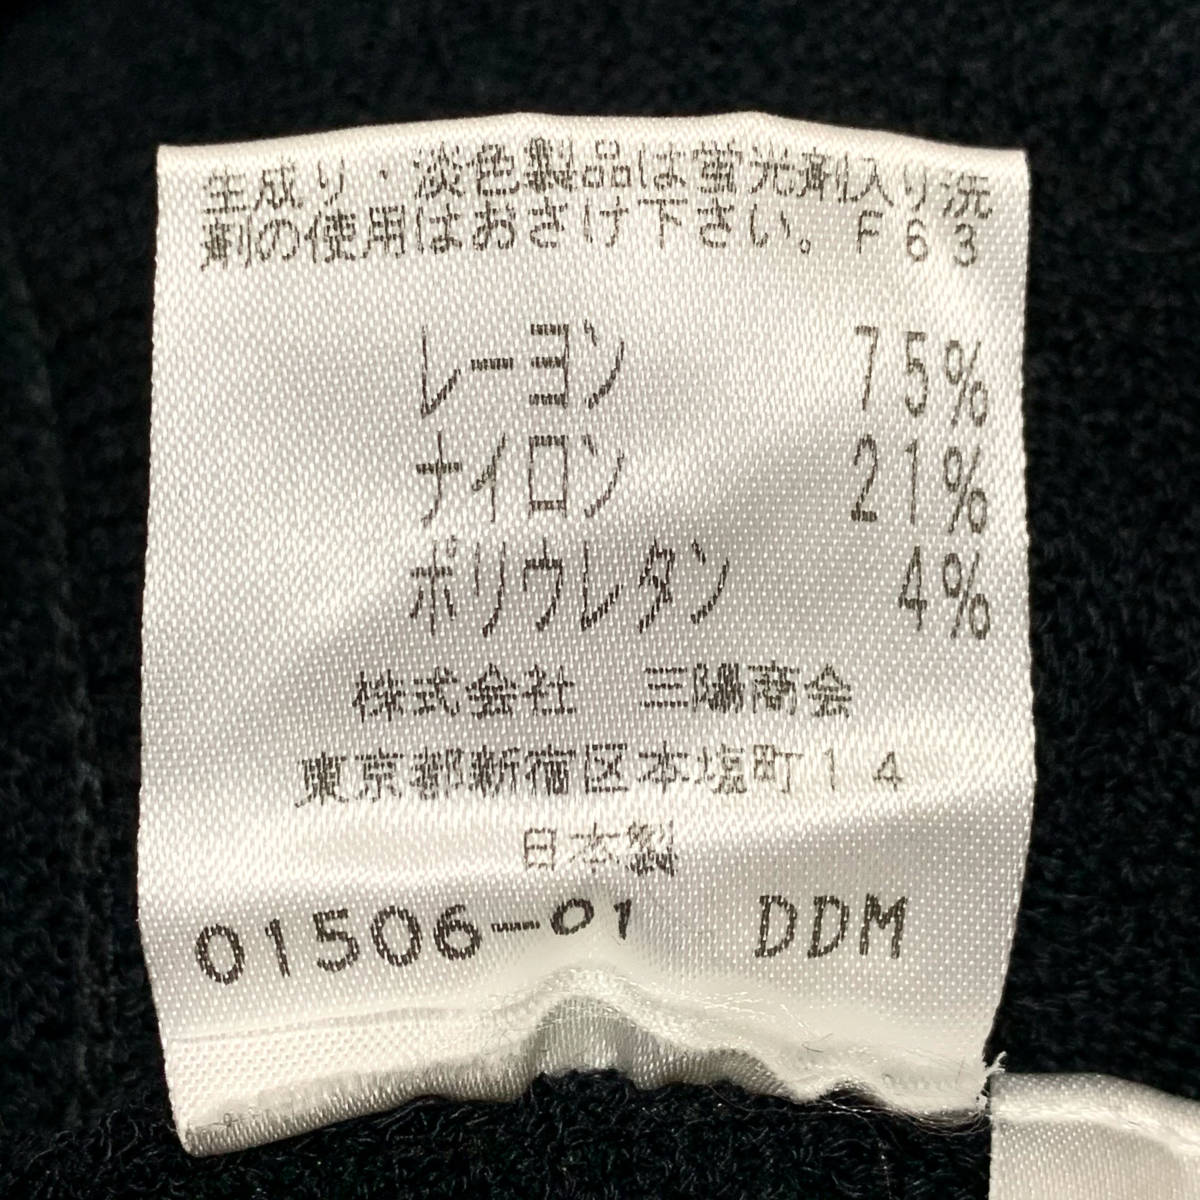 生成り・淡色製品は蛍光剤入り洗
剤の使用はおさけ下さい。F63
レーヨン 75%
ナイロン 21%
ポリウレタン 4%
株式会社 三陽商会
東京都新宿区本塩町14
日本製
01506-01 DDM